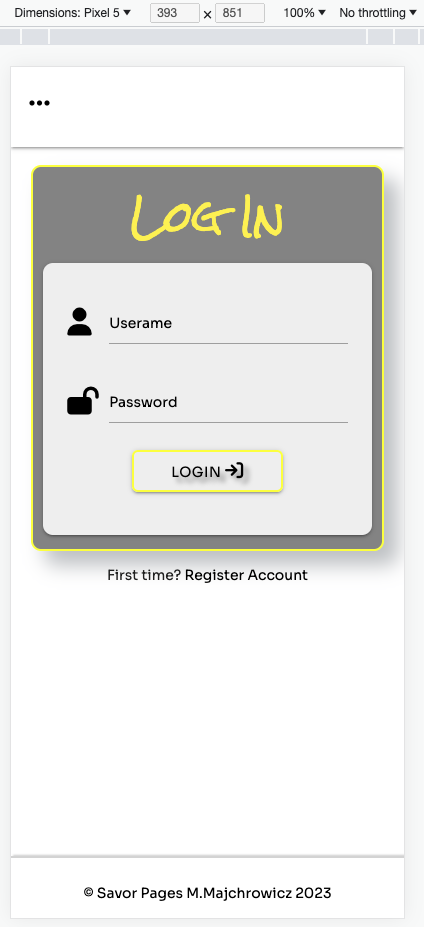 Dimensions: Pixel 5 ▼ 393 × 851 100% ▼ No throttling ▼
LOG IN
Userame
Password
LOGIN
First time? Register Account
© Savor Pages M.Majchrowicz 2023